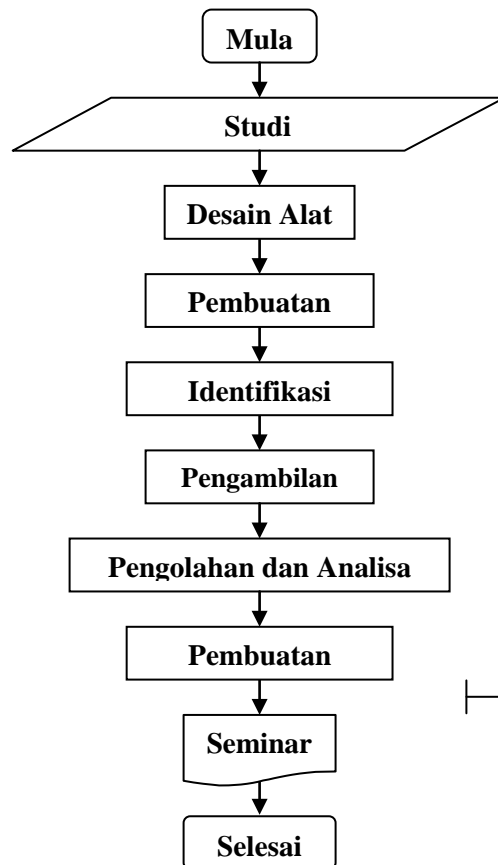 Mula
Studi
Desain Alat
Pembuatan
Identifikasi
Pengambilan
Pengolahan dan Analisa
Pembuatan
Seminar
Selesai